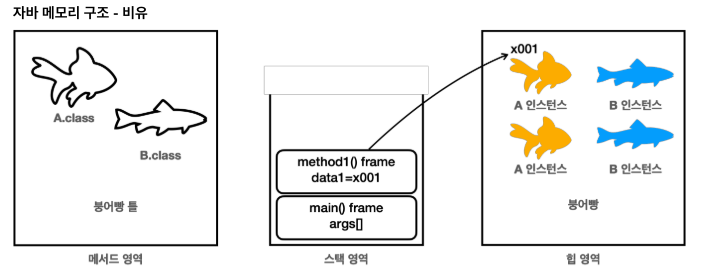 자바 메모리 구조 - 비유
A.class
B.class
붕어빵 틀
메서드 영역
method1() frame
data1=x001
main() frame
args[]
스택 영역
x001
A 인스턴스
B 인스턴스
A 인스턴스
B 인스턴스
붕어빵
힙 영역